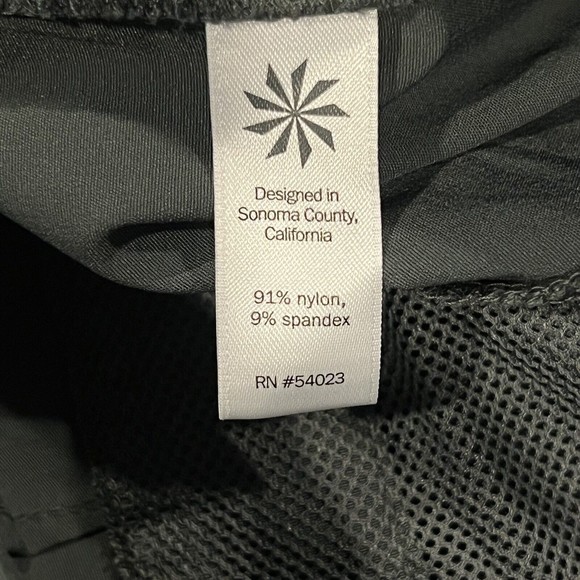 Designed in
Sonoma County,
California
91% nylon,
9% spandex
RN #54023